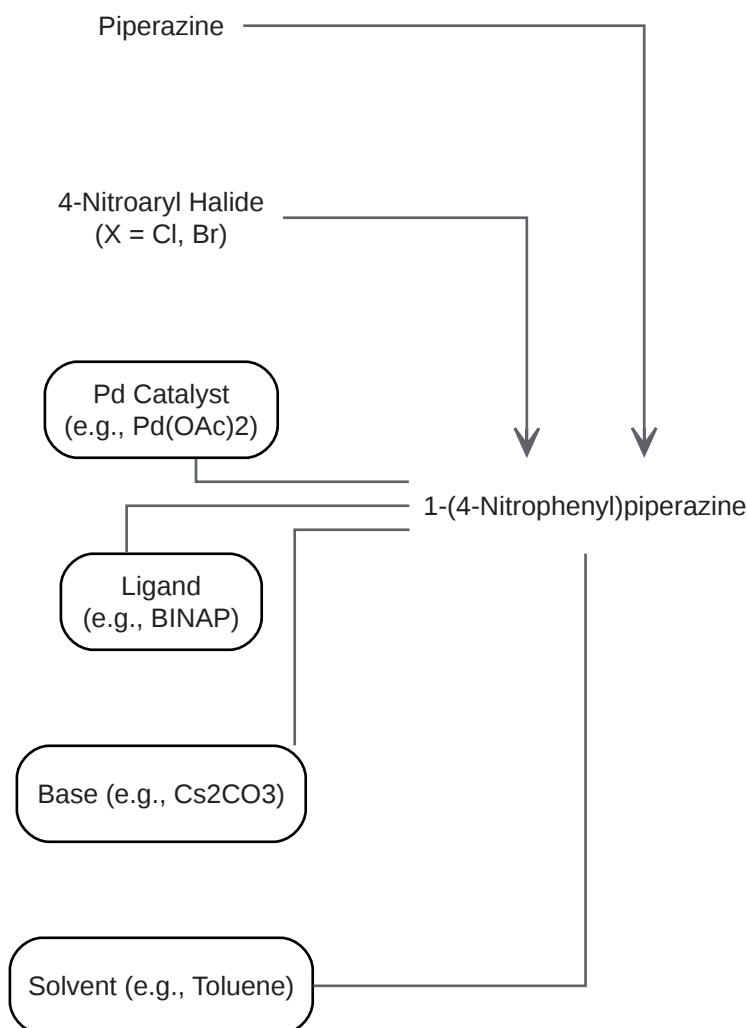 Piperazine
4-Nitroaryl Halide
(X = Cl, Br)
Pd Catalyst
(e.g., Pd(OAc)2)
1-(4-Nitrophenyl)piperazine
Ligand
(e.g., BINAP)
Base (e.g., Cs2CO3)
Solvent (e.g., Toluene)